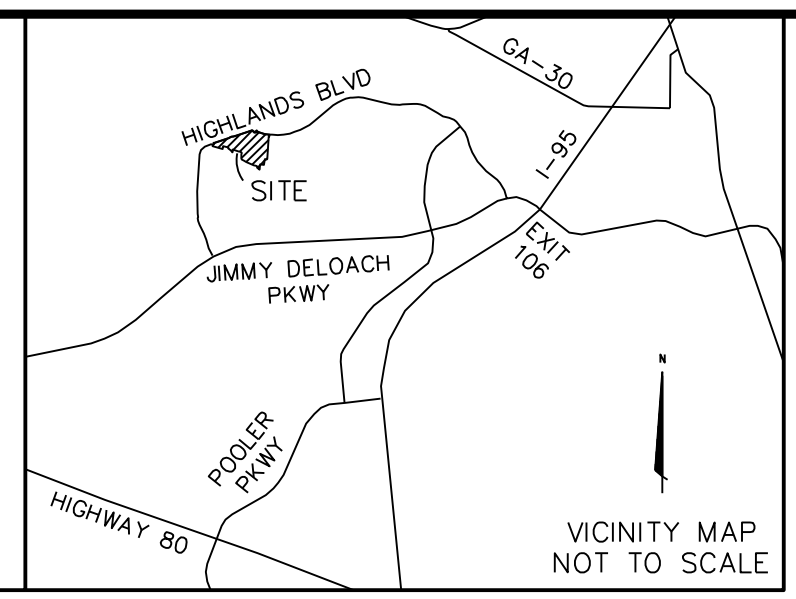 GA-30
HIGHLANDS BLVD
I-95
SITE
EXIT
106
JIMMY DELOACH
PKWY
N
POOLER
PKWY
HIGHWAY 80
VICINITY MAP
NOT TO SCALE